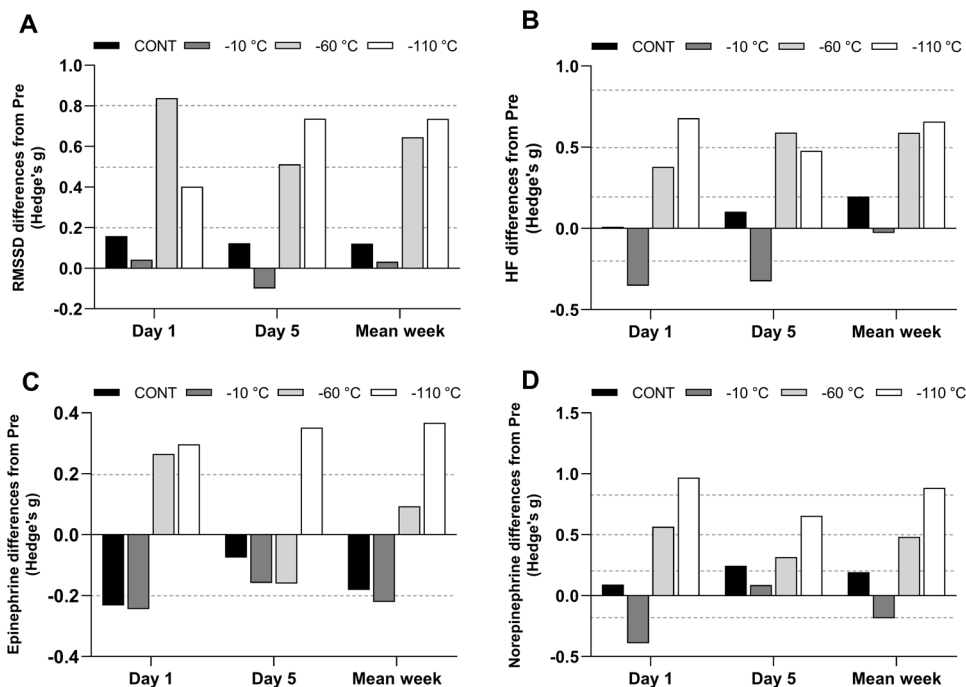 A
CONT -10 °C -60 °C -110 °C
RMSSD differences from Pre
(Hedge's g)
1.0
0.8
0.6
0.4
0.2
0.0
-0.2
Day 1 Day 5 Mean week
B
CONT -10 °C -60 °C -110 °C
HF differences from Pre
(Hedge's g)
1.0
0.5
0.0
-0.5
Day 1 Day 5 Mean week
C
CONT -10 °C -60 °C -110 °C
Epinephrine differences from Pre
(Hedge's g)
0.4
0.2
0.0
-0.2
-0.4
Day 1 Day 5 Mean week
D
CONT -10 °C -60 °C -110 °C
Norepinephrine differences from Pre
(Hedge's g)
1.5
1.0
0.5
0.0
-0.5
Day 1 Day 5 Mean week